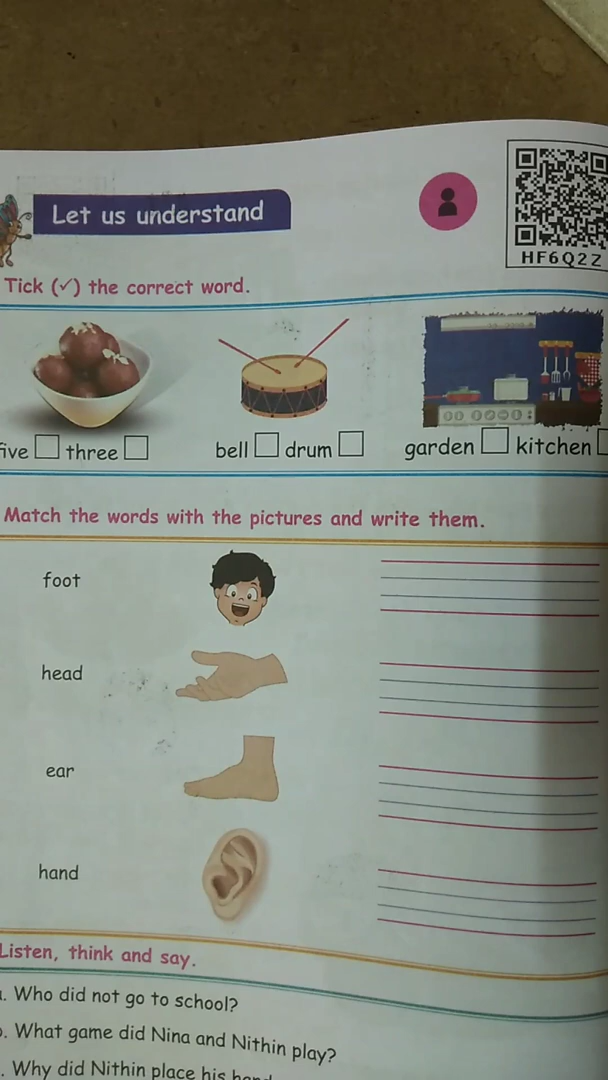 Let us understand
HF6Q2Z
Tick (✓) the correct word.
five three bell drum garden kitchen
Match the words with the pictures and write them.
foot
head
ear
hand
Listen, think and say.
. Who did not go to school?
. What game did Nina and Nithin play?
. Why did Nithin place his hand